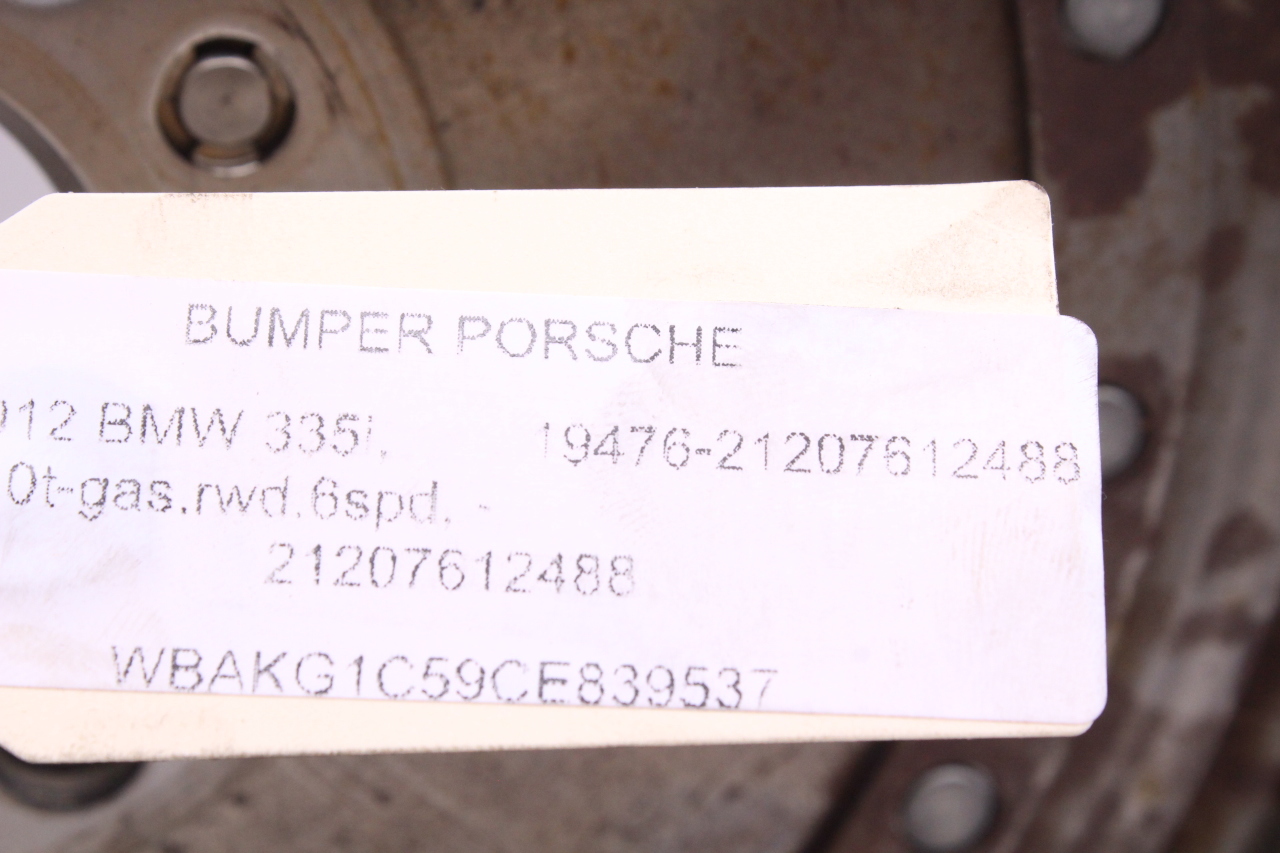 BUMPER PORSCHE
012 BMW 335i, 19476-21207612488
0t-gas,rwd,6spd, -
21207612488
WBAKG1C59CE839537